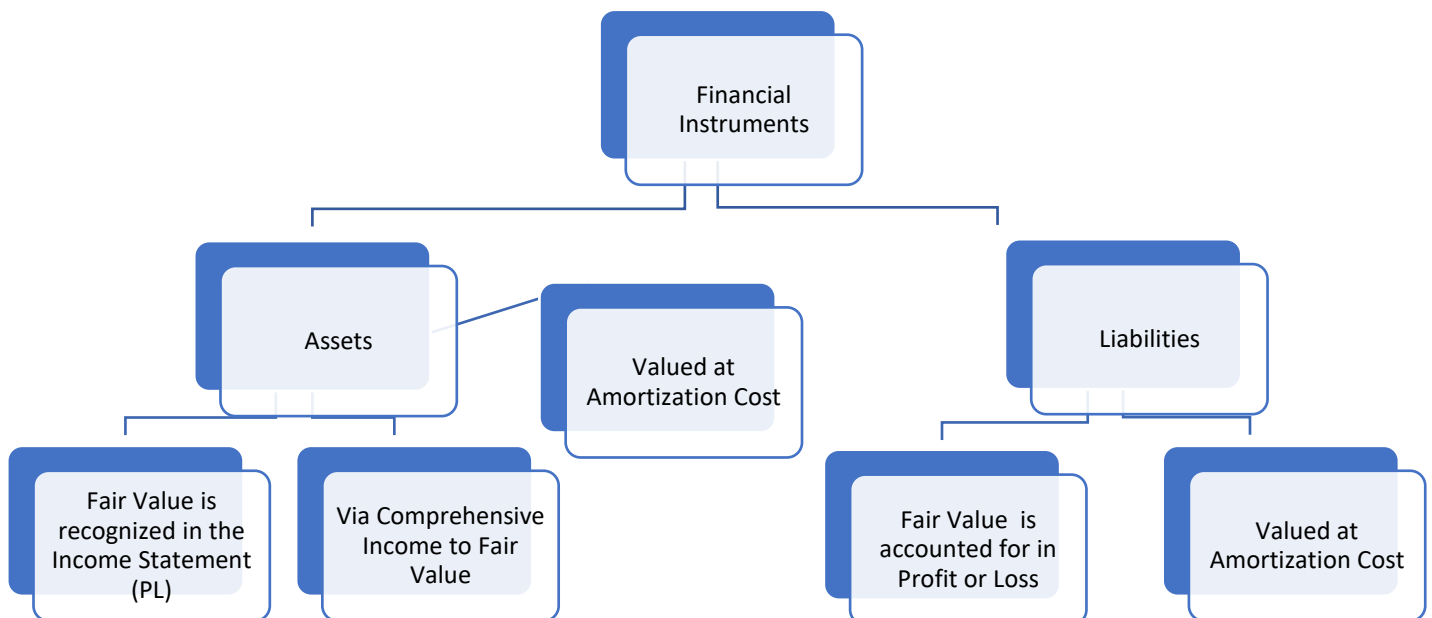 Financial
Instruments
Assets
Valued at
Amortization Cost
Liabilities
Fair Value is
recognized in the
Income Statement
(PL)
Via Comprehensive
Income to Fair
Value
Fair Value  is
accounted for in
Profit or Loss
Valued at
Amortization Cost